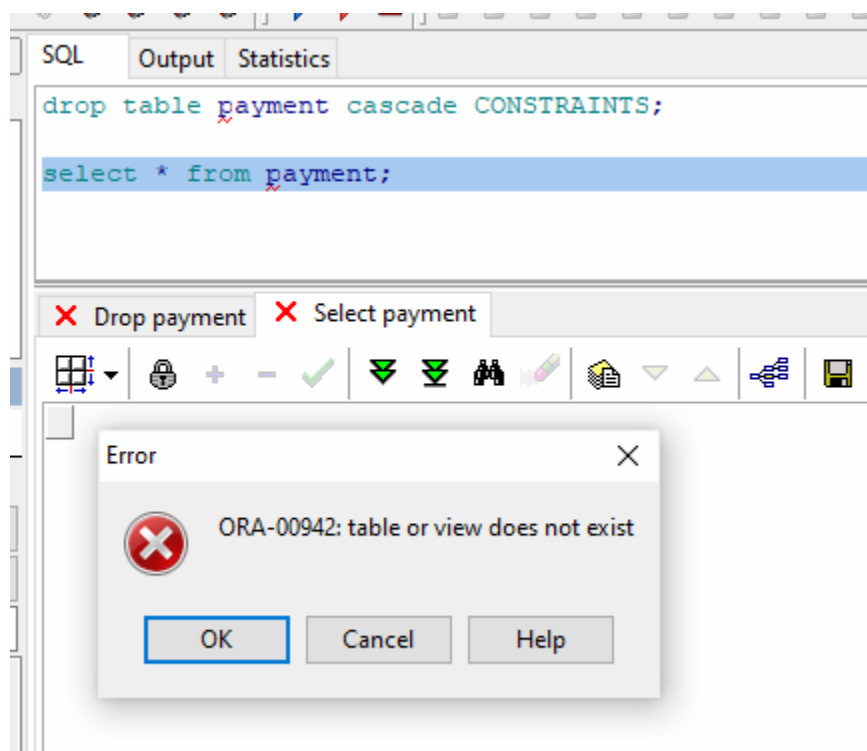 SQL Output Statistics
drop table payment cascade CONSTRAINTS;
select * from payment;
Drop payment Select payment
Error
ORA-00942: table or view does not exist
OK Cancel Help